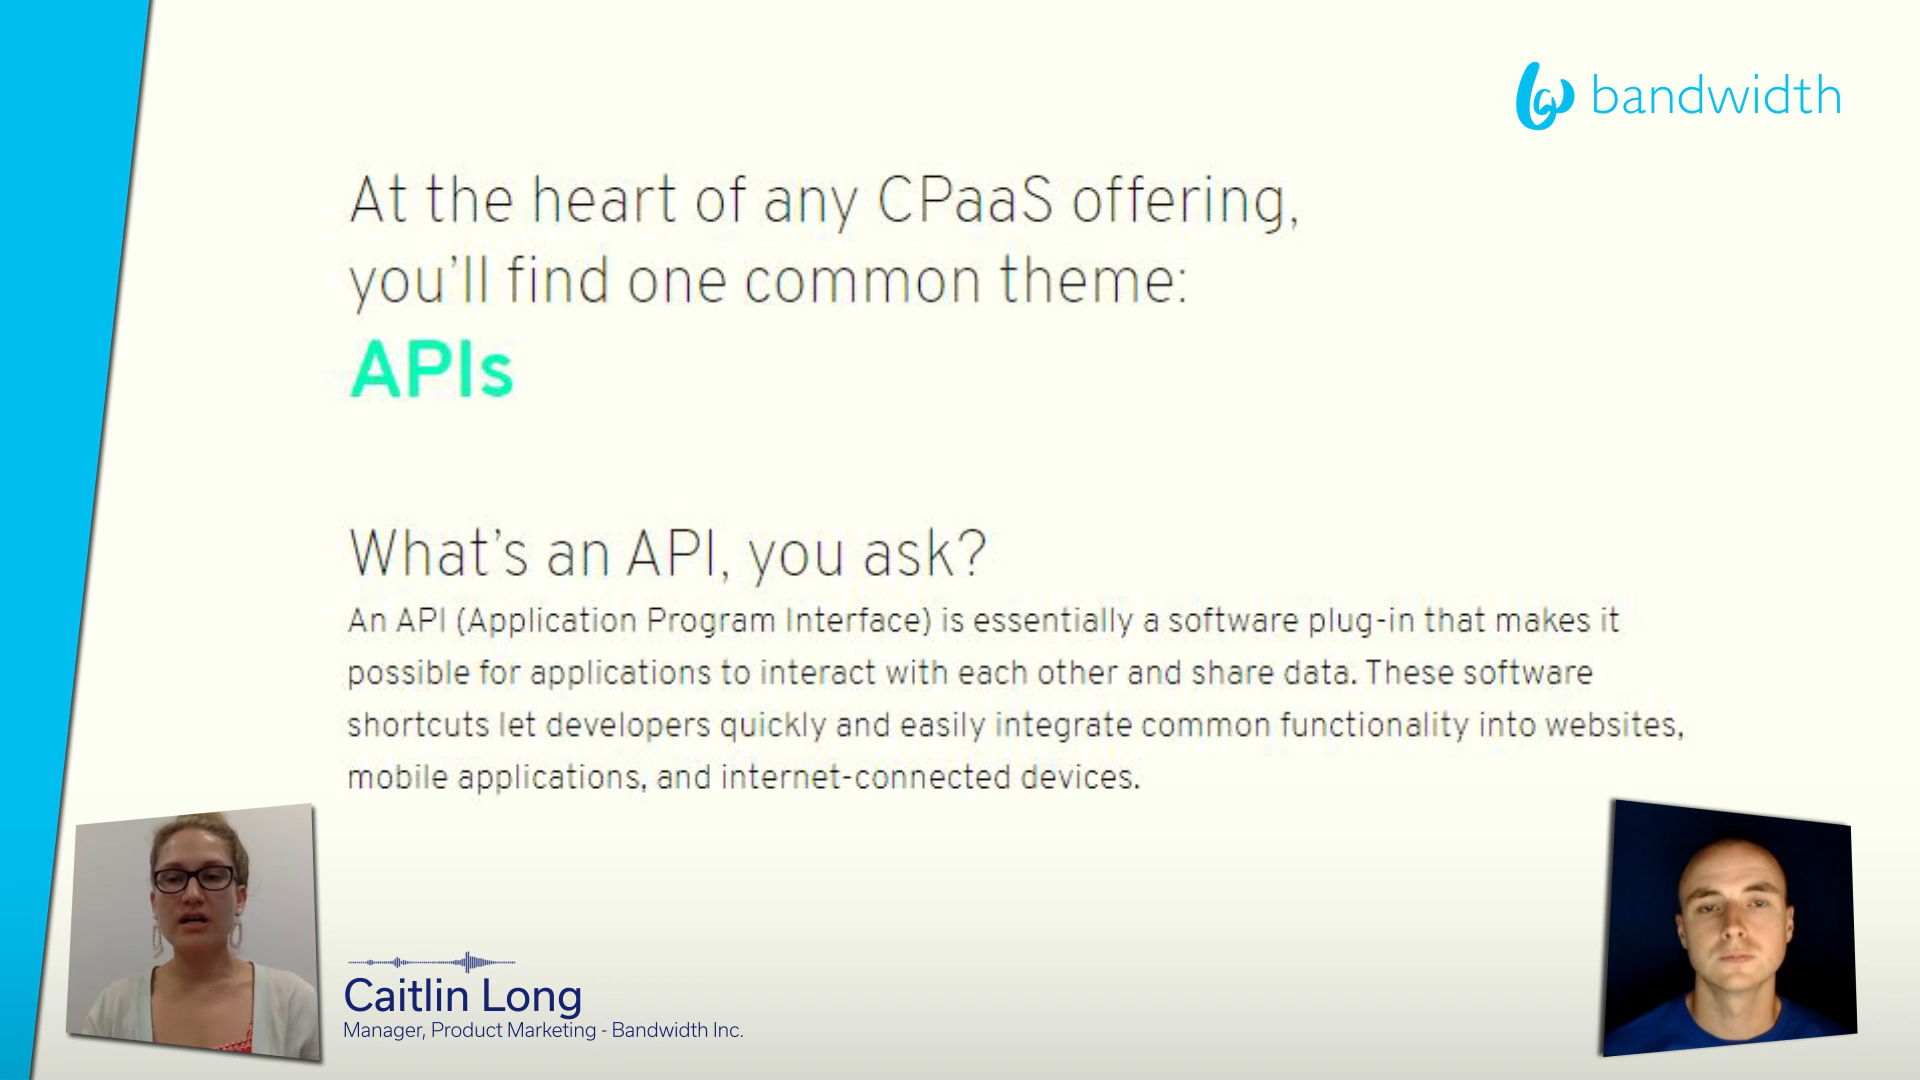 bandwidth
At the heart of any CPaaS offering,
you'll find one common theme:
APIs
What's an API, you ask?
An API (Application Program Interface) is essentially a software plug-in that makes it
possible for applications to interact with each other and share data. These software
shortcuts let developers quickly and easily integrate common functionality into websites,
mobile applications, and internet-connected devices.
Caitlin Long
Manager, Product Marketing - Bandwidth Inc.